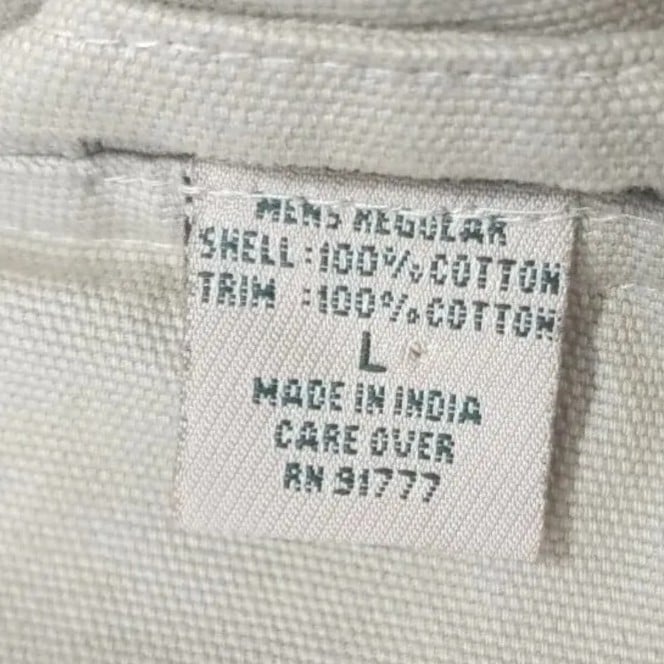 MENS REGULAR
SHELL :100% COTTON
TRIM :100% COTTON
L
MADE IN INDIA
CARE OVER
RN 91777